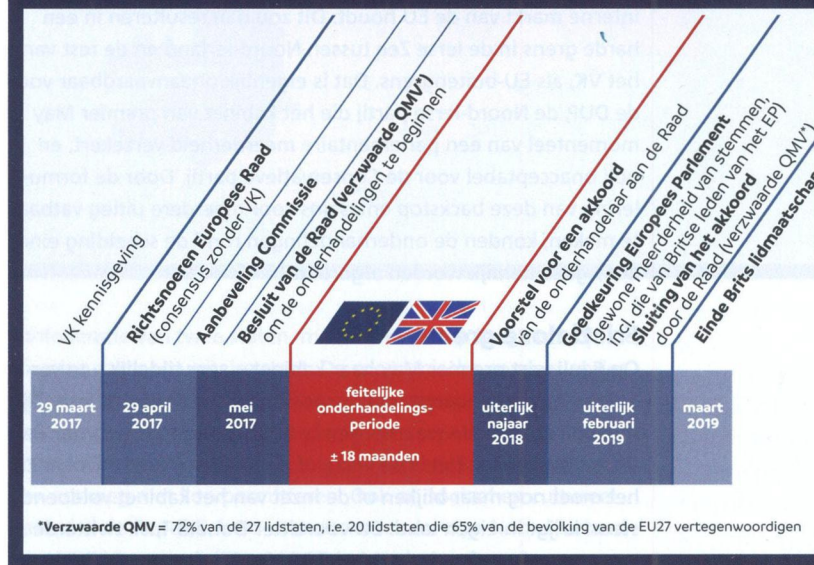 VK kennisgeving
Richtsnoeren Europese Raad
(consensus zonder VK)
Aanbeveling Commissie
Besluit van de Raad (verzwaarde QMV*)
om de onderhandelingen te beginnen
Voorstel voor een akkoord
van de onderhandelaar aan de Raad
Goedkeuring Europees Parlement
(gewone meerderheid van stemmen,
incl. die van Britse leden van het EP)
Sluiting van het akkoord
door de Raad (verzwaarde QMV*)
Einde Brits lidmaatschap
29 maart
2017
29 april
2017
mei
2017
feitelijke
onderhandelings-
periode
± 18 maanden
uiterlijk
najaar
2018
uiterlijk
februari
2019
maart
2019
*Verzwaarde QMV = 72% van de 27 lidstaten, i.e. 20 lidstaten die 65% van de bevolking van de EU27 vertegenwoordigen